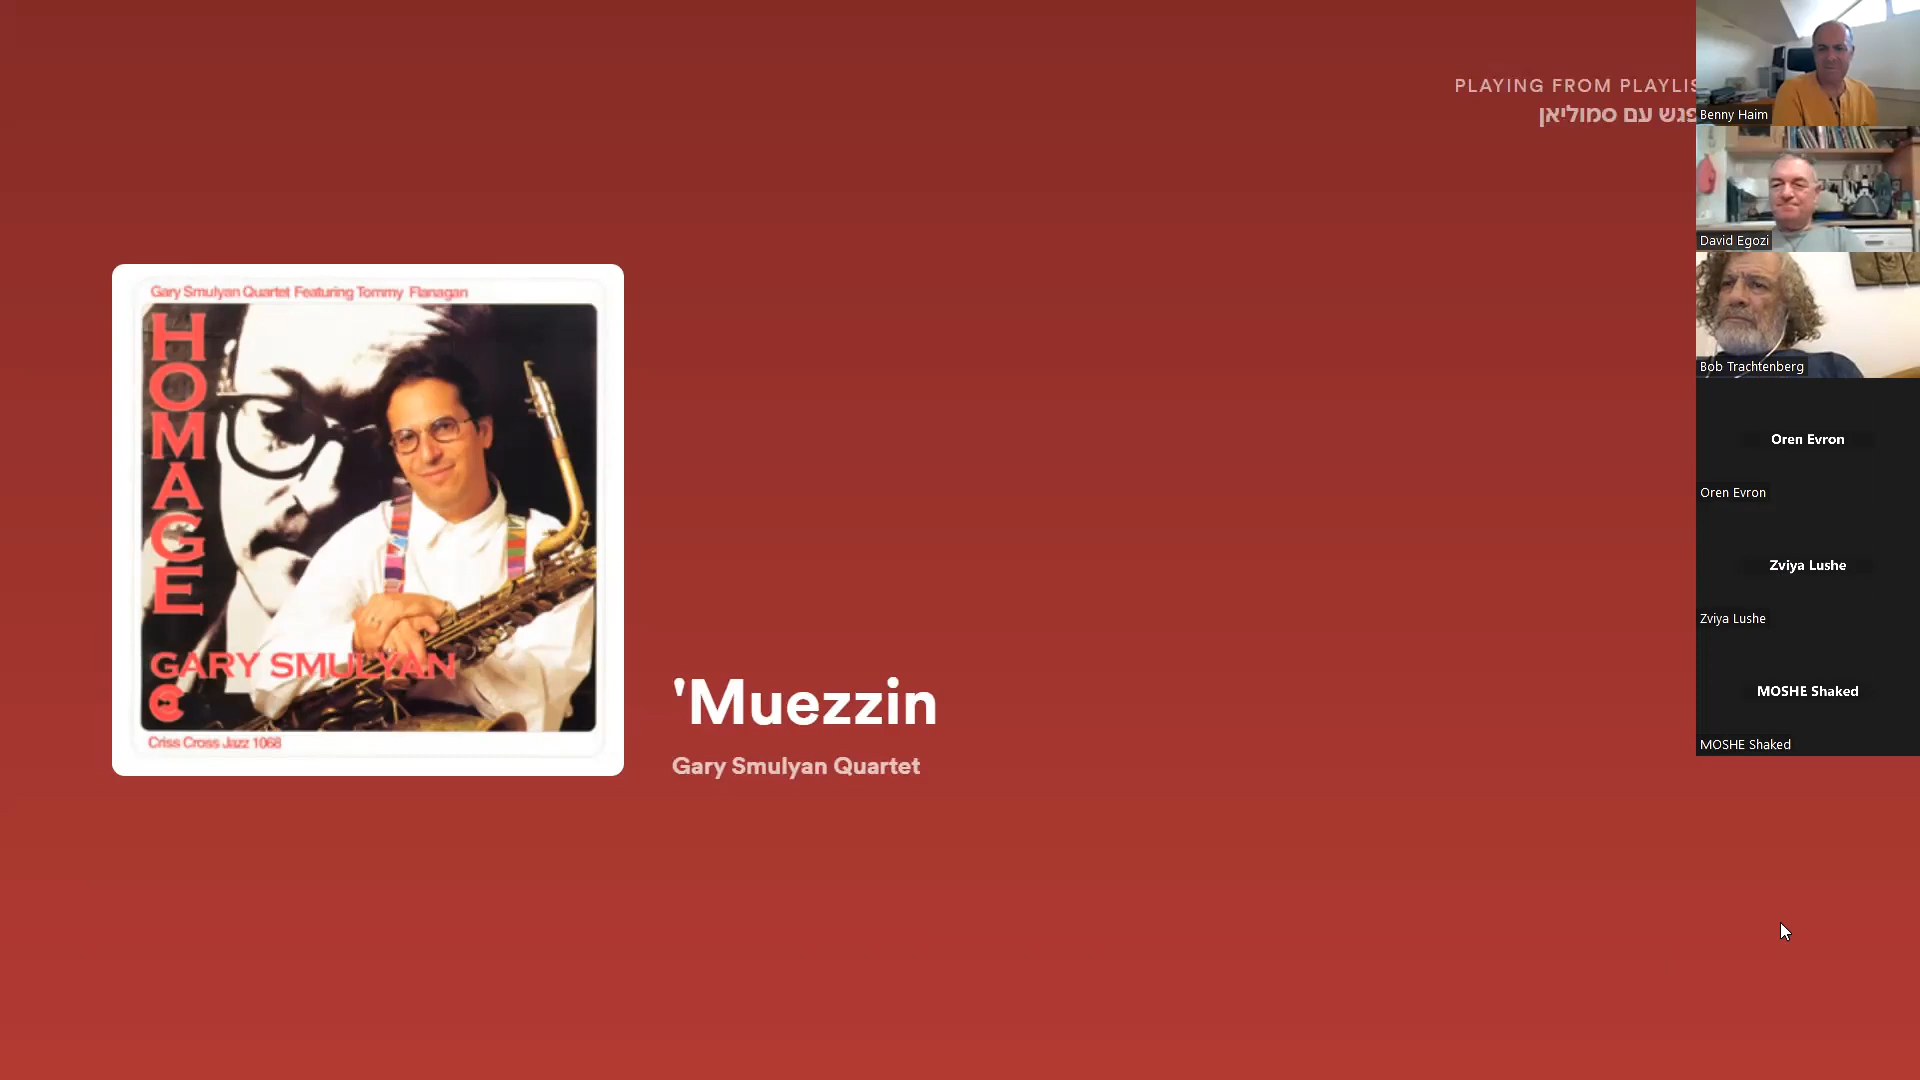 PLAYING FROM PLAYLIS
פגש עם סמוליאן
Gary Smulyan Quartet Featuring Tommy Flanagan
HOMAGE
GARY SMULYAN
Criss Cross Jazz 1068
'Muezzin
Gary Smulyan Quartet
Benny Haim
David Egozi
Bob Trachtenberg
Oren Evron
Oren Evron
Zviya Lushe
Zviya Lushe
MOSHE Shaked
MOSHE Shaked